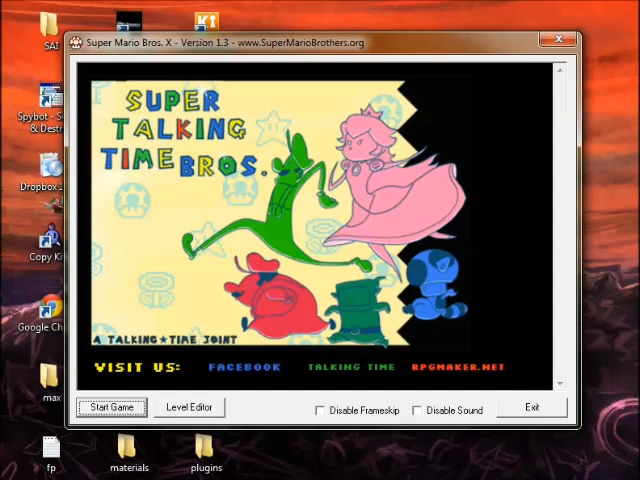 SAI
Super Mario Bros. X - Version 1.3 - www.SuperMarioBrothers.org
SUPER
TALKING
TIME BROS.
Spybot - S
& Destr
Dropbox 1
Copy Ki
Google Ch
A TALKING★TIME JOINT
VISIT US: FACEBOOK TALKING TIME RPGMAKER.NET
max
Start Game Level Editor Disable Frameskip Disable Sound Exit
fp materials plugins